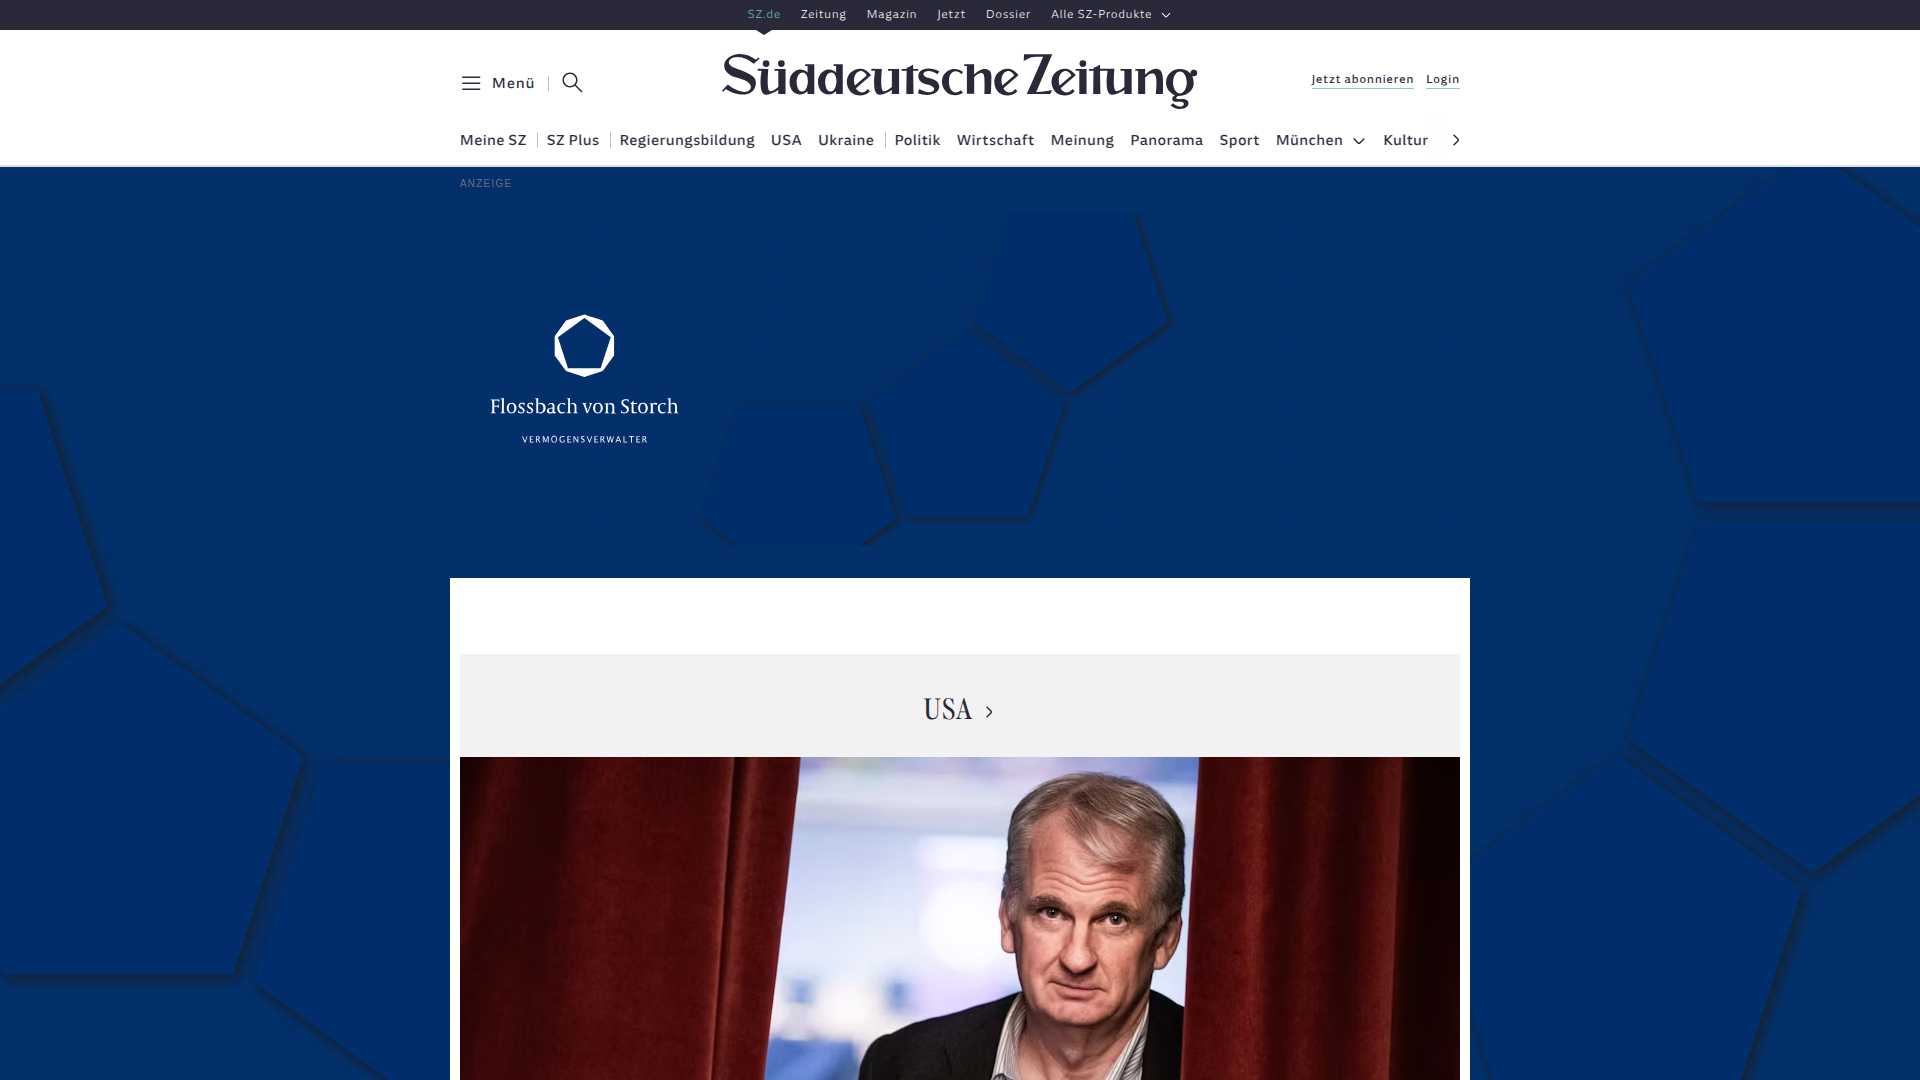 SZ.de Zeitung Magazin Jetzt Dossier Alle SZ-Produkte
Menü
Süddeutsche Zeitung
Jetzt abonnieren Login
Meine SZ SZ Plus Regierungsbildung USA Ukraine Politik Wirtschaft Meinung Panorama Sport München Kultur
ANZEIGE
Flossbach von Storch
VERMÖGENSVERWALTER
USA